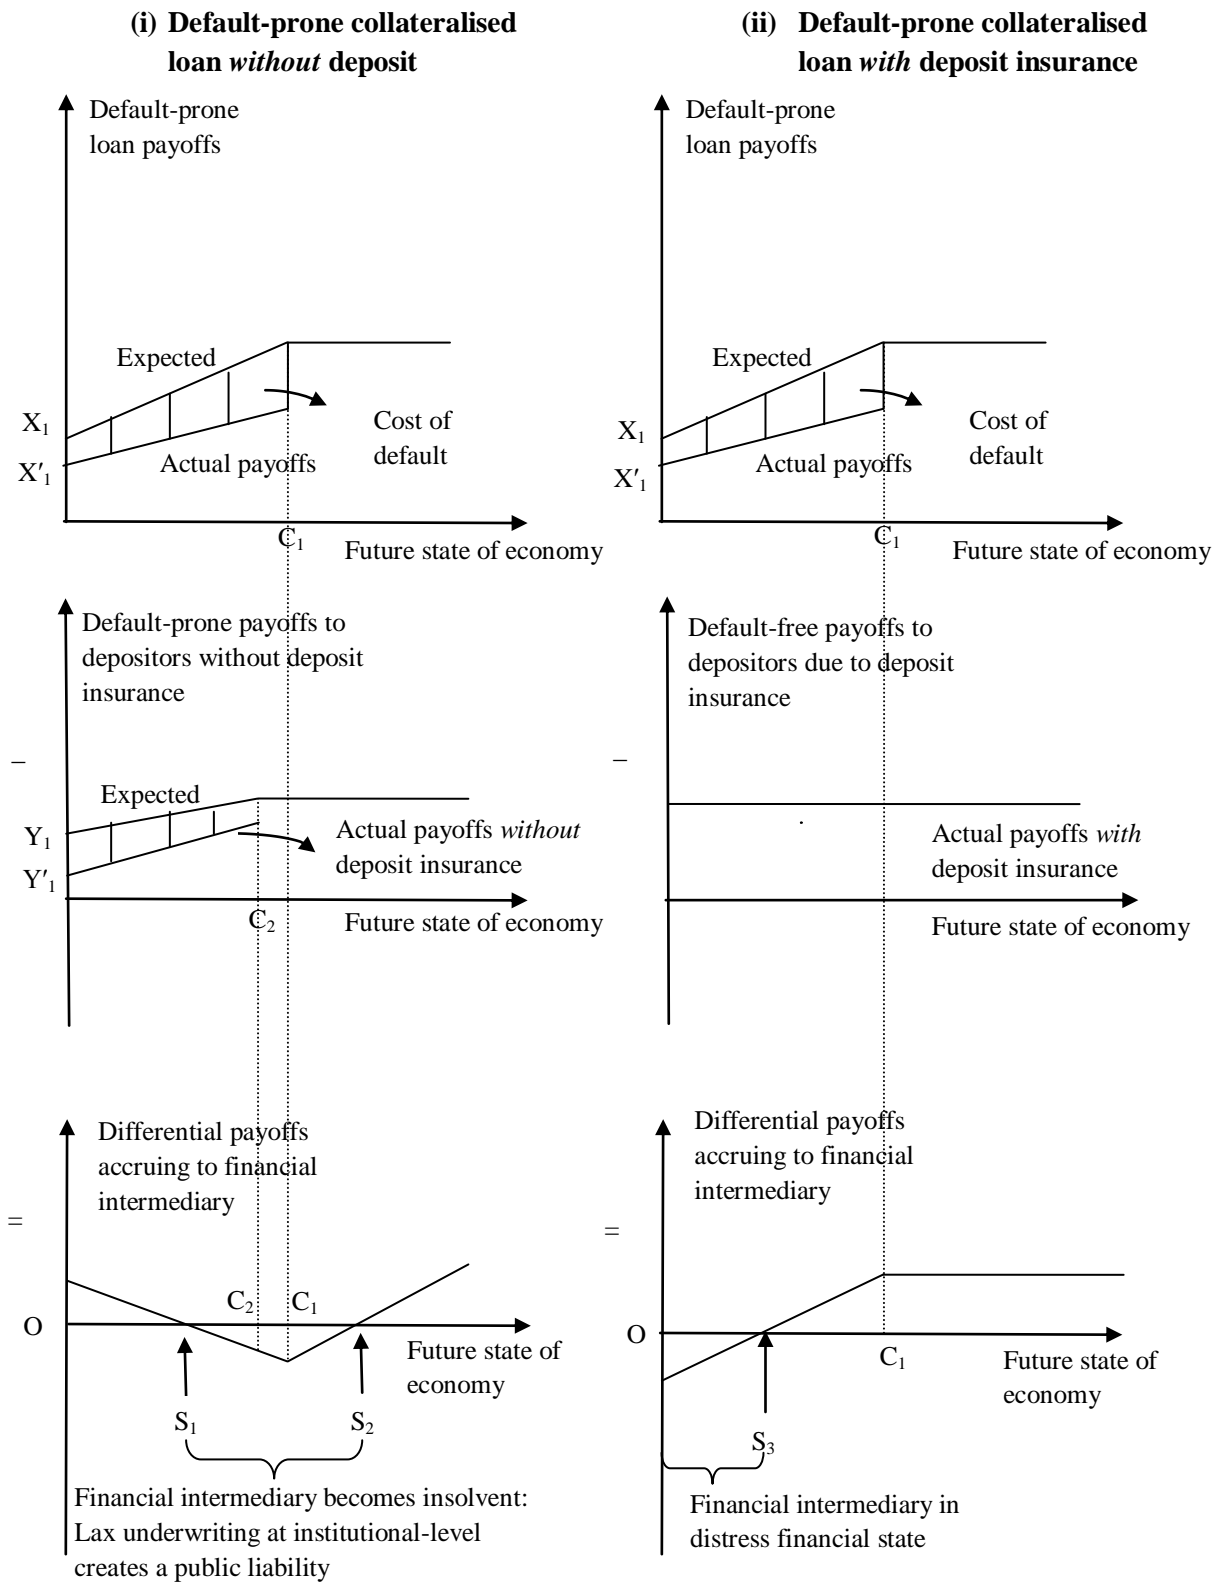 (i) Default-prone collateralised
loan without deposit
Default-prone
loan payoffs
Expected
X1
X′1
Actual payoffs
Cost of
default
C1
Future state of economy
Default-prone payoffs to
depositors without deposit
insurance
–
Expected
Y1
Y′1
Actual payoffs without
deposit insurance
C2
Future state of economy
Differential payoffs
accruing to financial
intermediary
=
O
C2
C1
Future state of
economy
S1
S2
Financial intermediary becomes insolvent:
Lax underwriting at institutional-level
creates a public liability
(ii) Default-prone collateralised
loan with deposit insurance
Default-prone
loan payoffs
Expected
X1
X′1
Actual payoffs
Cost of
default
C1
Future state of economy
Default-free payoffs to
depositors due to deposit
insurance
–
Actual payoffs with
deposit insurance
Future state of economy
Differential payoffs
accruing to financial
intermediary
=
O
C1
Future state of
economy
S3
Financial intermediary in
distress financial state